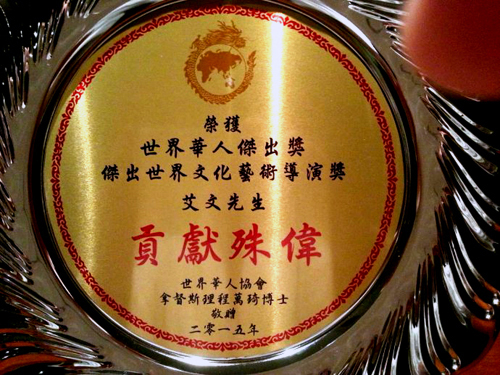 榮獲
世界華人傑出獎
傑出世界文化藝術導演獎
艾文先生
貢獻殊偉
世界華人協會
拿督斯理程萬琦博士
敬贈
二零一五年